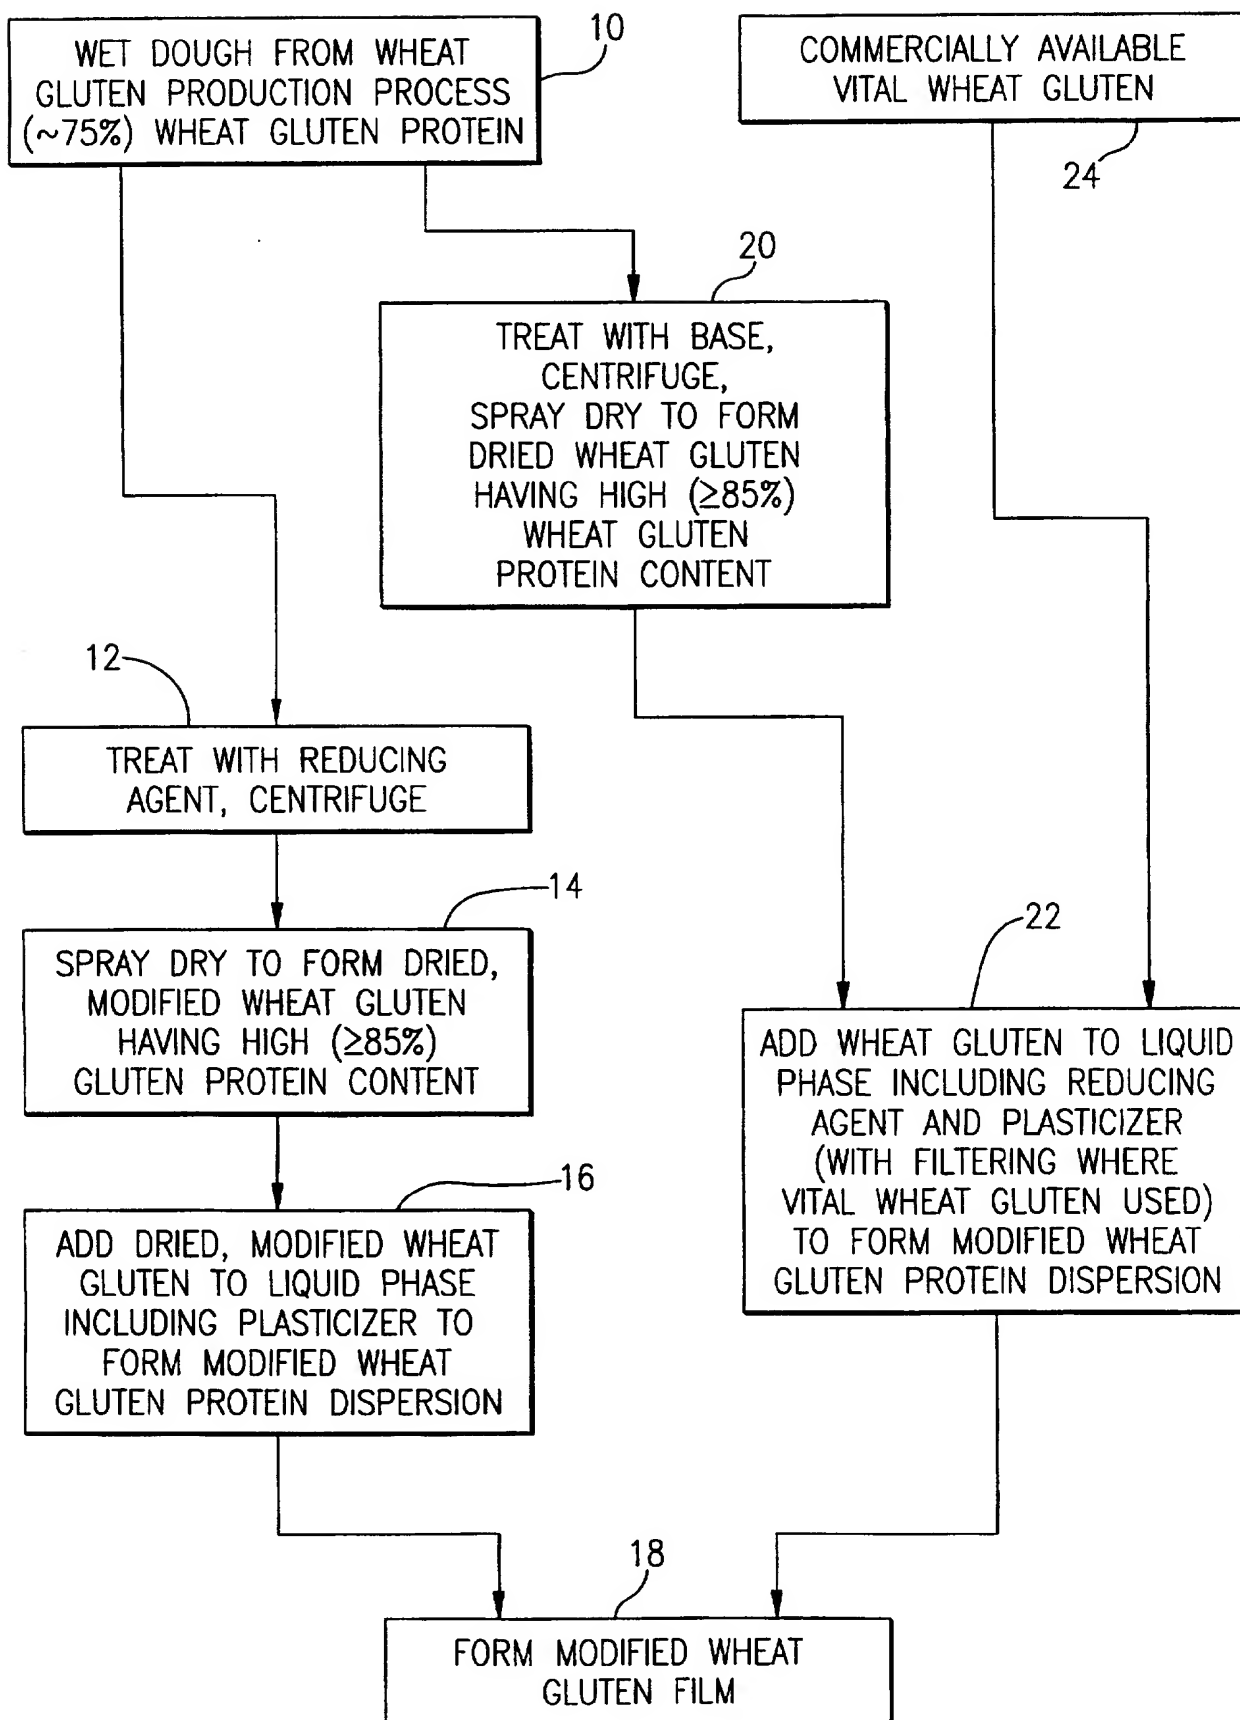 10
WET DOUGH FROM WHEAT
GLUTEN PRODUCTION PROCESS
(~75%) WHEAT GLUTEN PROTEIN
COMMERCIALLY AVAILABLE
VITAL WHEAT GLUTEN
24
20
TREAT WITH BASE,
CENTRIFUGE,
SPRAY DRY TO FORM
DRIED WHEAT GLUTEN
HAVING HIGH (≥85%)
WHEAT GLUTEN
PROTEIN CONTENT
12
TREAT WITH REDUCING
AGENT, CENTRIFUGE
14
SPRAY DRY TO FORM DRIED,
MODIFIED WHEAT GLUTEN
HAVING HIGH (≥85%)
GLUTEN PROTEIN CONTENT
16
ADD DRIED, MODIFIED WHEAT
GLUTEN TO LIQUID PHASE
INCLUDING PLASTICIZER TO
FORM MODIFIED WHEAT
GLUTEN PROTEIN DISPERSION
22
ADD WHEAT GLUTEN TO LIQUID
PHASE INCLUDING REDUCING
AGENT AND PLASTICIZER
(WITH FILTERING WHERE
VITAL WHEAT GLUTEN USED)
TO FORM MODIFIED WHEAT
GLUTEN PROTEIN DISPERSION
18
FORM MODIFIED WHEAT
GLUTEN FILM